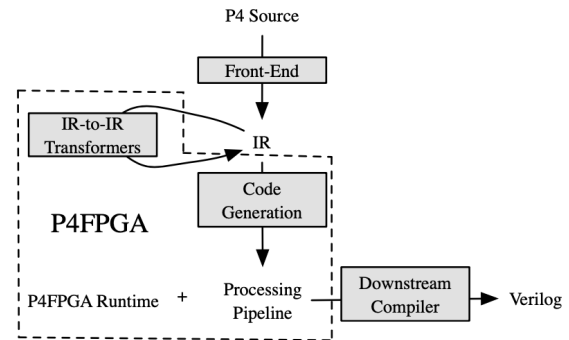 P4 Source
Front-End
IR-to-IR
Transformers
IR
Code
Generation
P4FPGA
P4FPGA Runtime
+
Processing
Pipeline
Downstream
Compiler
Verilog